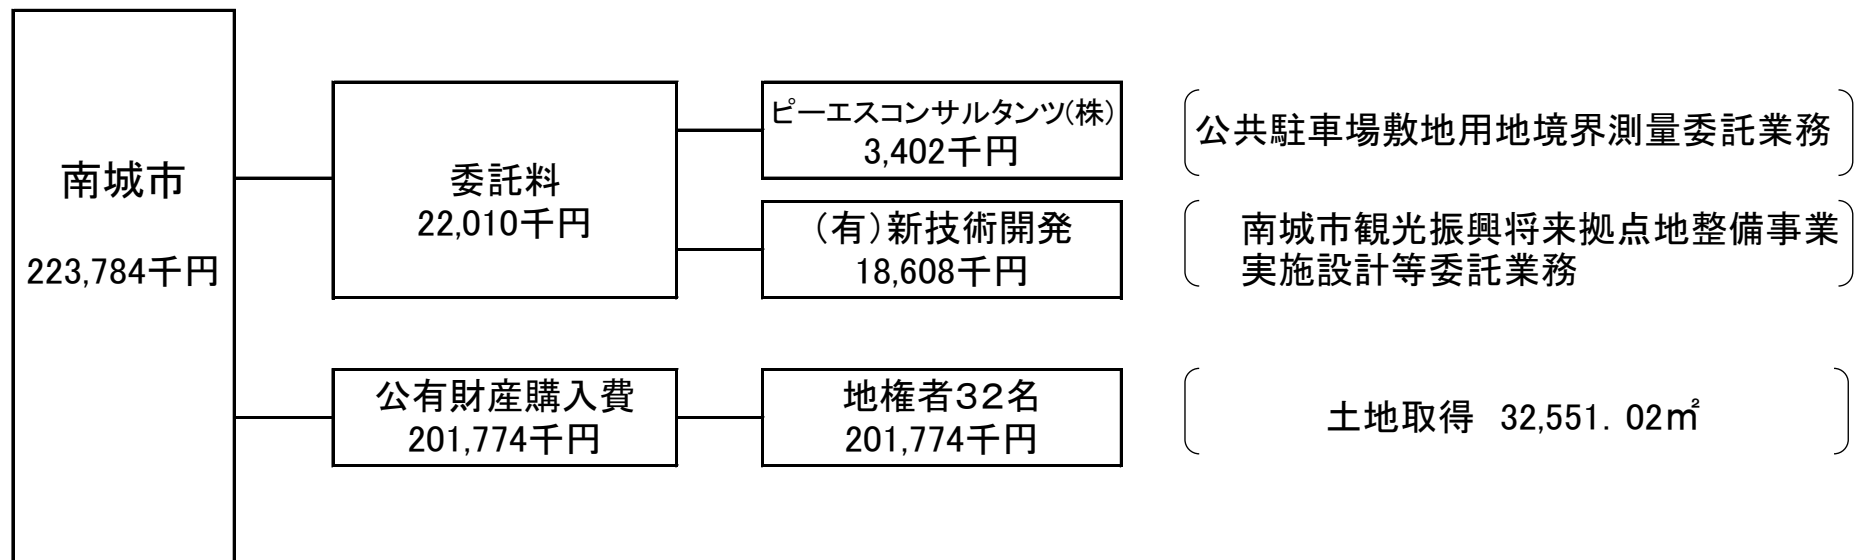 南城市
223,784千円
委託料
22,010千円
ピーエスコンサルタンツ(株)
3,402千円
公共駐車場敷地用地境界測量委託業務
(有)新技術開発
18,608千円
南城市観光振興将来拠点地整備事業
実施設計等委託業務
公有財産購入費
201,774千円
地権者32名
201,774千円
土地取得 32,551.02㎡